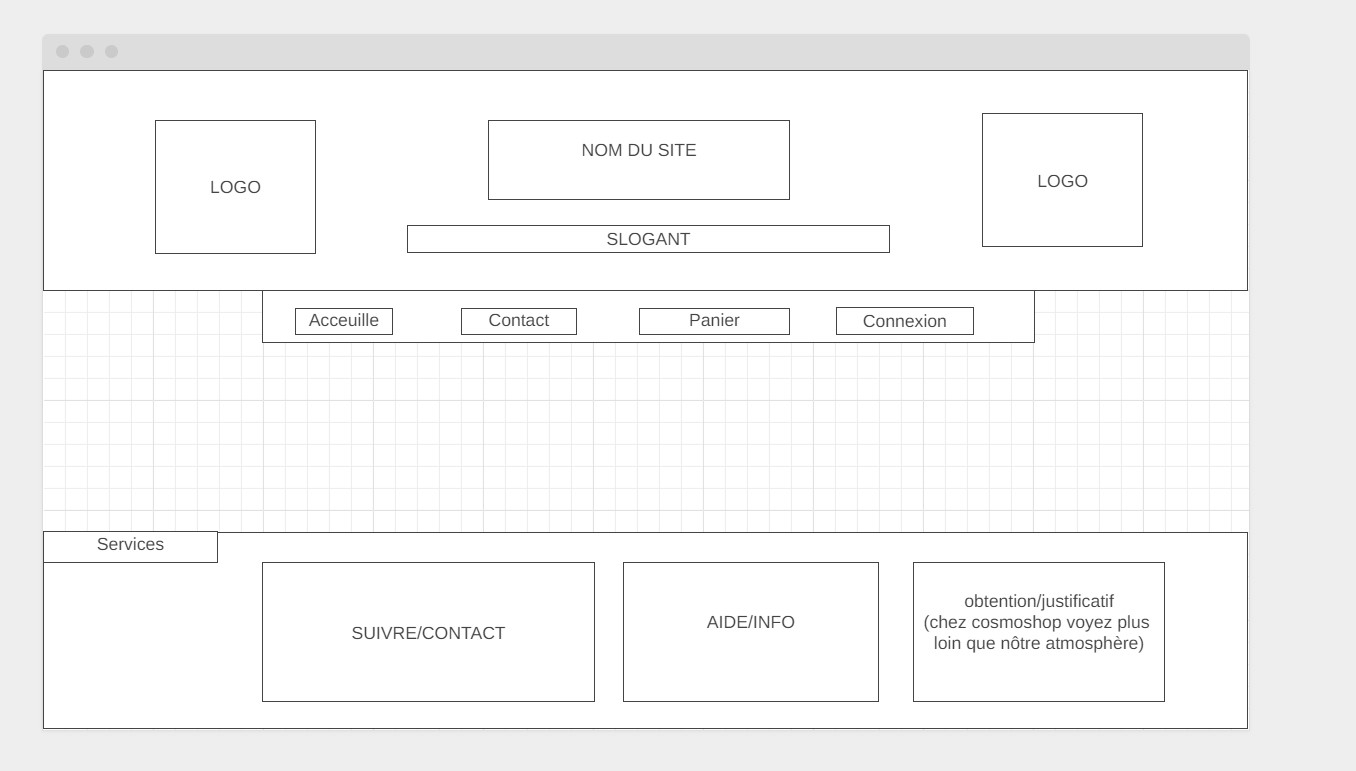 LOGO
NOM DU SITE
LOGO
SLOGANT
Acceuille
Contact
Panier
Connexion
Services
SUIVRE/CONTACT
AIDE/INFO
obtention/justificatif
(chez cosmoshop voyez plus
loin que nôtre atmosphère)